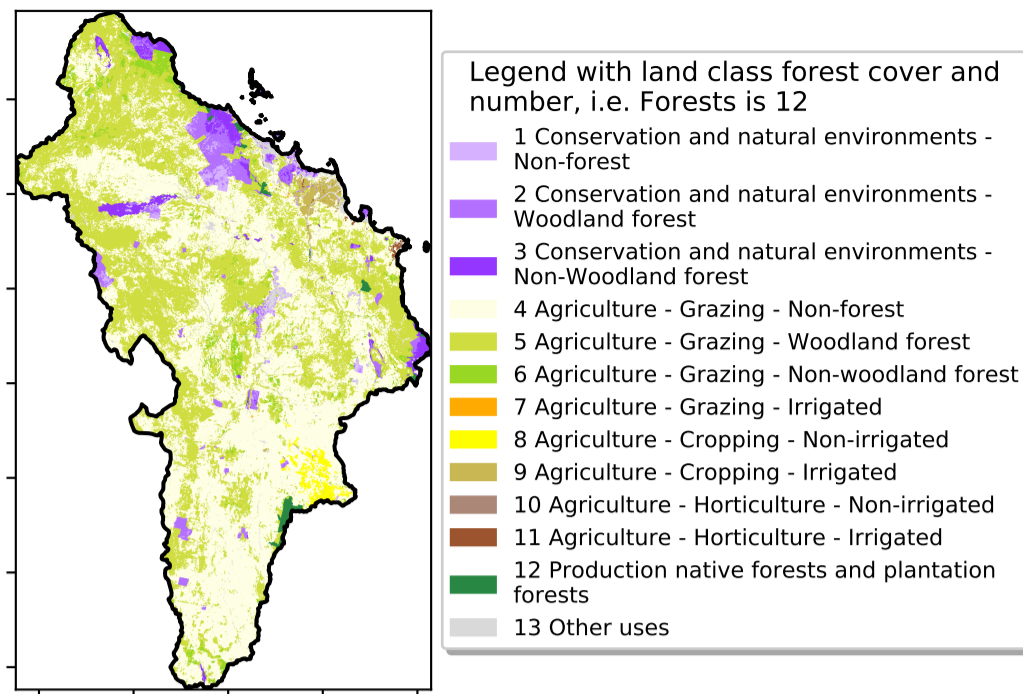 Legend with land class forest cover and
number, i.e. Forests is 12
1 Conservation and natural environments -
Non-forest
2 Conservation and natural environments -
Woodland forest
3 Conservation and natural environments -
Non-Woodland forest
4 Agriculture - Grazing - Non-forest
5 Agriculture - Grazing - Woodland forest
6 Agriculture - Grazing - Non-woodland forest
7 Agriculture - Grazing - Irrigated
8 Agriculture - Cropping - Non-irrigated
9 Agriculture - Cropping - Irrigated
10 Agriculture - Horticulture - Non-irrigated
11 Agriculture - Horticulture - Irrigated
12 Production native forests and plantation
forests
13 Other uses